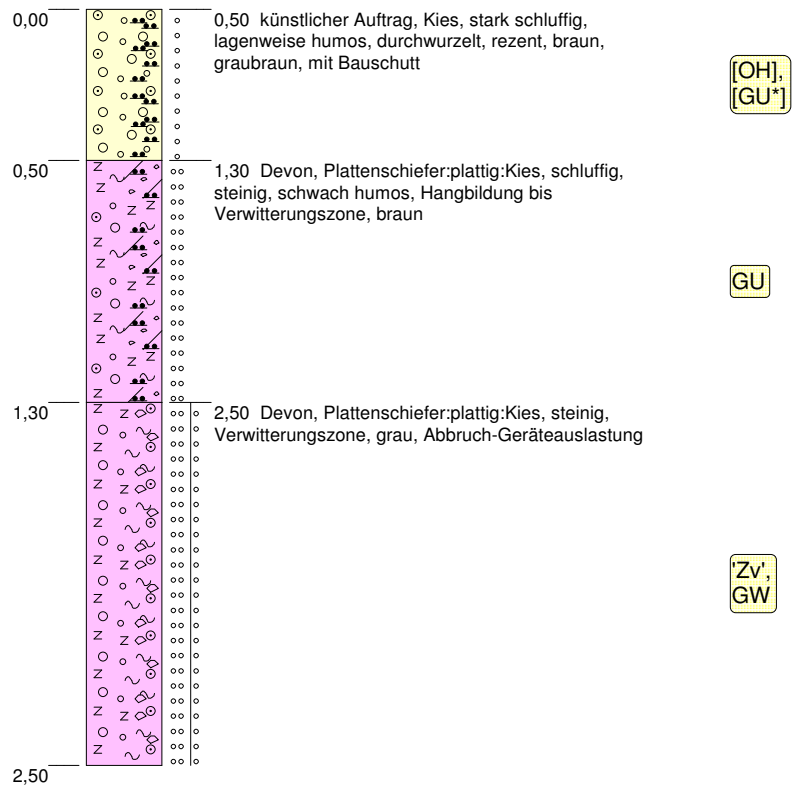 0,00
0,50 künstlicher Auftrag, Kies, stark schluffig,
lagenweise humos, durchwurzelt, rezent, braun,
graubraun, mit Bauschutt
[OH],
[GU*]
0,50
1,30 Devon, Plattenschiefer:plattig:Kies, schluffig,
steinig, schwach humos, Hangbildung bis
Verwitterungszone, braun
GU
1,30
2,50 Devon, Plattenschiefer:plattig:Kies, steinig,
Verwitterungszone, grau, Abbruch-Geräteauslastung
'Zv',
GW
2,50